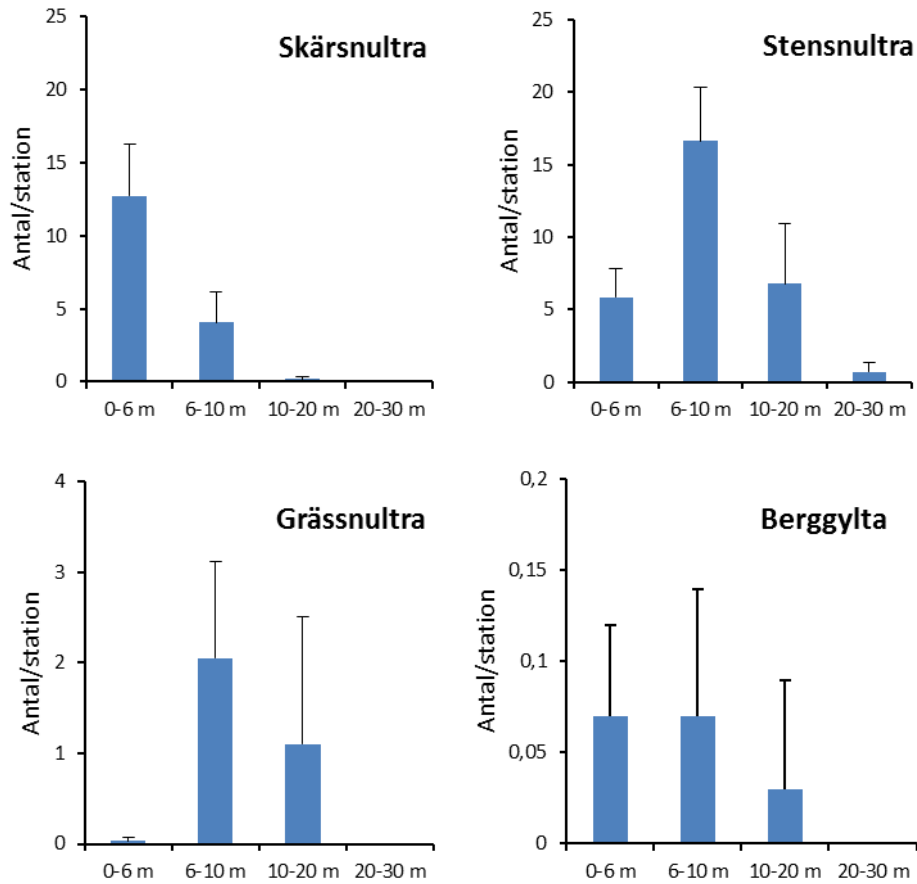 Skärsnultra
Antal/station
25
20
15
10
5
0
0-6 m 6-10 m 10-20 m 20-30 m
Stensnultra
Antal/station
25
20
15
10
5
0
0-6 m 6-10 m 10-20 m 20-30 m
Grässnultra
Antal/station
4
3
2
1
0
0-6 m 6-10 m 10-20 m 20-30 m
Berggylta
Antal/station
0,2
0,15
0,1
0,05
0
0-6 m 6-10 m 10-20 m 20-30 m